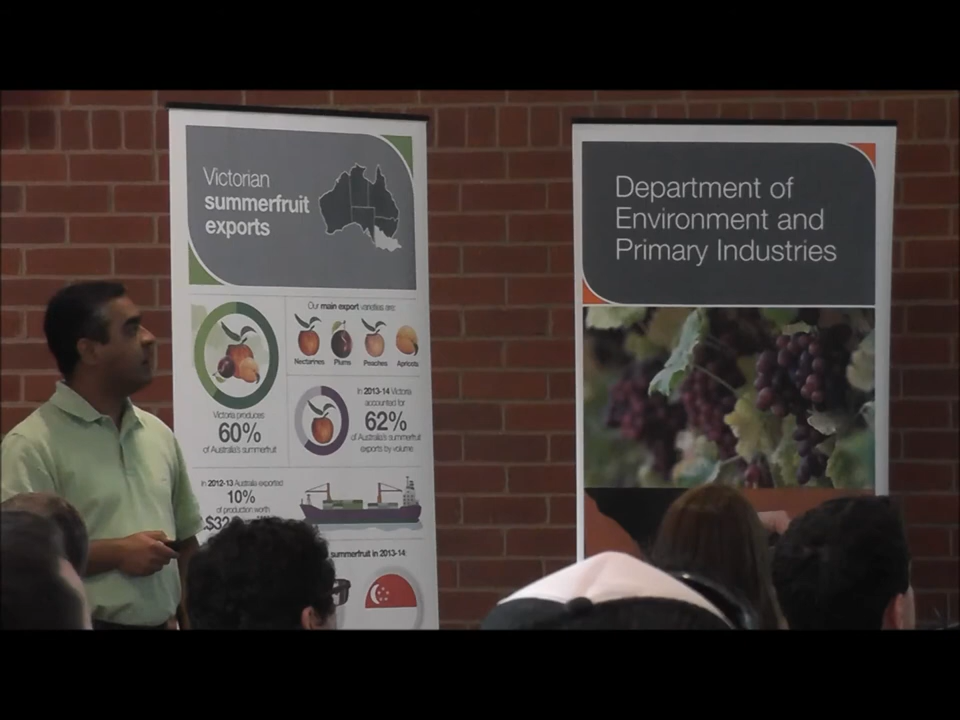 Victorian
summerfruit
exports
Our main export varieties are:
Nectarines Plums Peaches Apricots
Victoria produces
60%
of Australia's summerfruit
In 2013-14 Victoria
accounted for
62%
of Australia's summerfruit
exports by volume
In 2012-13 Australia exported
10%
of production worth
summerfruit in 2013-14:
Department of
Environment and
Primary Industries